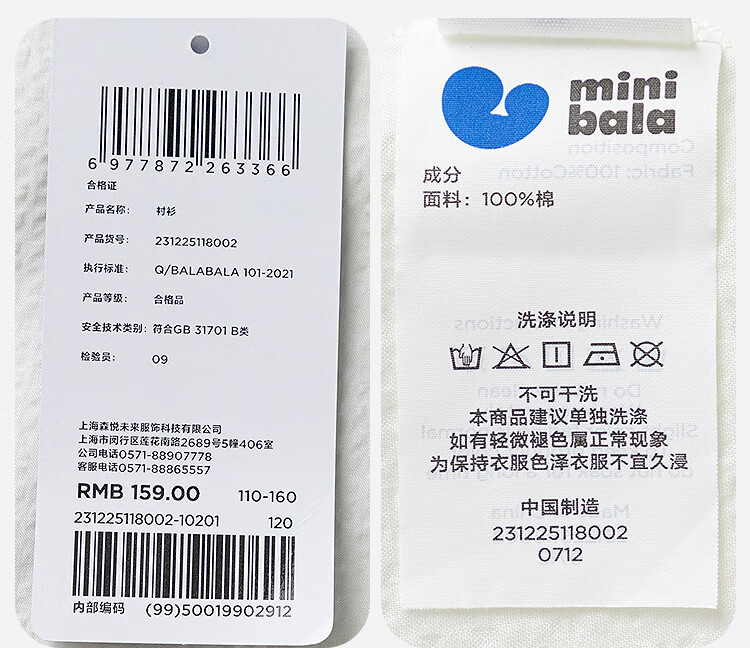 6 977872 263366
合格证
产品名称： 衬衫
产品货号： 231225118002
执行标准： Q/BALABALA 101-2021
产品等级： 合格品
安全技术类别：符合GB 31701 B类
检验员： 09
上海森悦未来服饰科技有限公司
上海市闵行区莲花南路2689号5幢406室
公司电话0571-88907778
客服电话0571-88865557
RMB 159.00 110-160
231225118002-10201 120
内部编码 (99)50019902912
mini
bala
Composition
Fabric: 100%Cotton
成分
面料：100%棉
洗涤说明
不可干洗
本商品建议单独洗涤
如有轻微褪色属正常现象
为保持衣服色泽衣服不宜久浸
中国制造
231225118002
0712